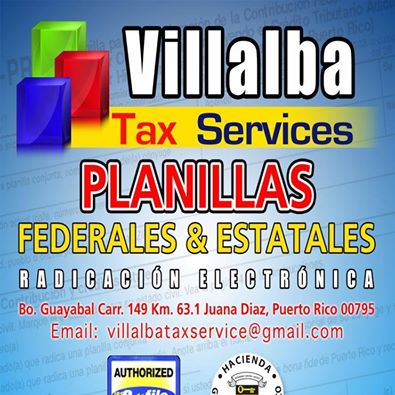 Villalba
Tax Services
PLANILLAS
FEDERALES & ESTATALES
RADICACIÓN ELECTRÓNICA
Bo. Guayabal Carr. 149 Km. 63.1 Juana Diaz, Puerto Rico 00795
Email: villalbataxservice@gmail.com
AUTHORIZED
HACIENDA